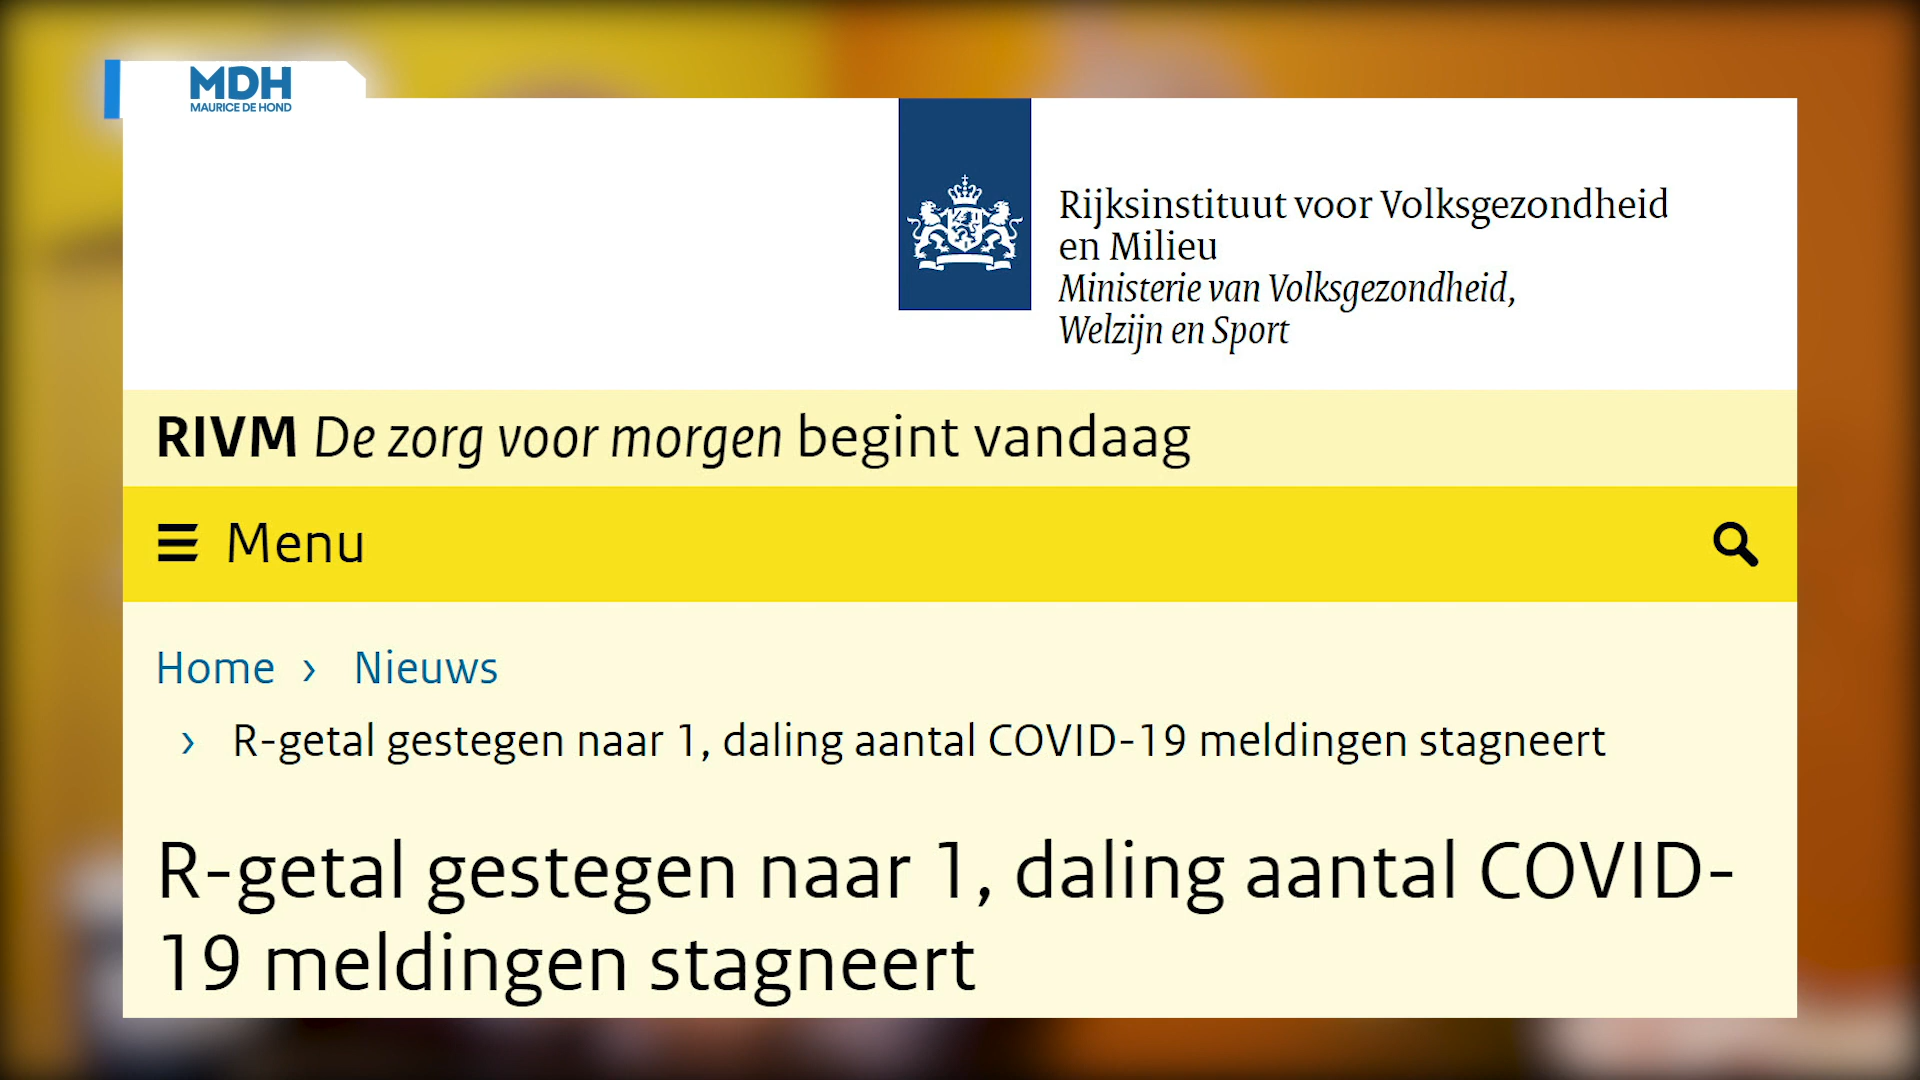 MDH
MAURICE DE HOND
Rijksinstituut voor Volksgezondheid
en Milieu
Ministerie van Volksgezondheid,
Welzijn en Sport
RIVM De zorg voor morgen begint vandaag
Menu
Home › Nieuws
› R-getal gestegen naar 1, daling aantal COVID-19 meldingen stagneert
R-getal gestegen naar 1, daling aantal COVID-
19 meldingen stagneert